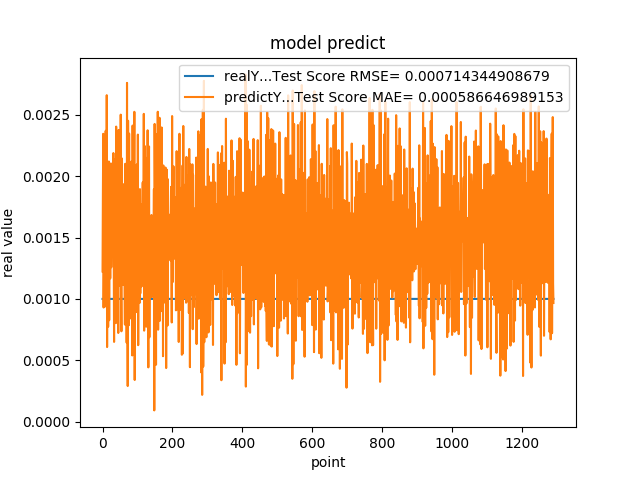 model predict
realY...Test Score RMSE= 0.000714344908679
predictY...Test Score MAE= 0.000586646989153
real value
0.0025
0.0020
0.0015
0.0010
0.0005
0.0000
0 200 400 600 800 1000 1200
point